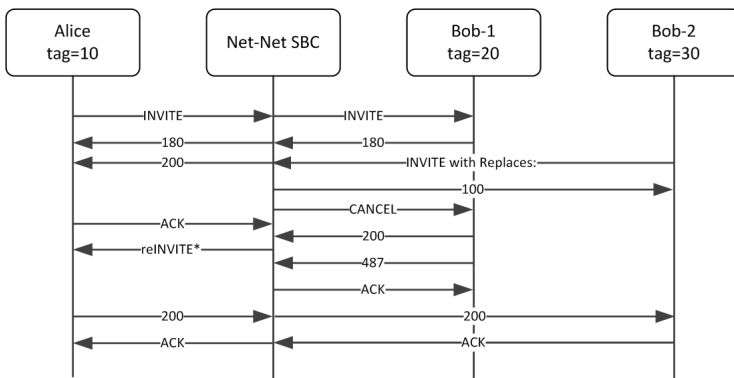 Alice
tag=10
Net-Net SBC
Bob-1
tag=20
Bob-2
tag=30
INVITE
INVITE
180
180
200
INVITE with Replaces:
100
CANCEL
ACK
200
reINVITE*
487
ACK
200
200
ACK
ACK